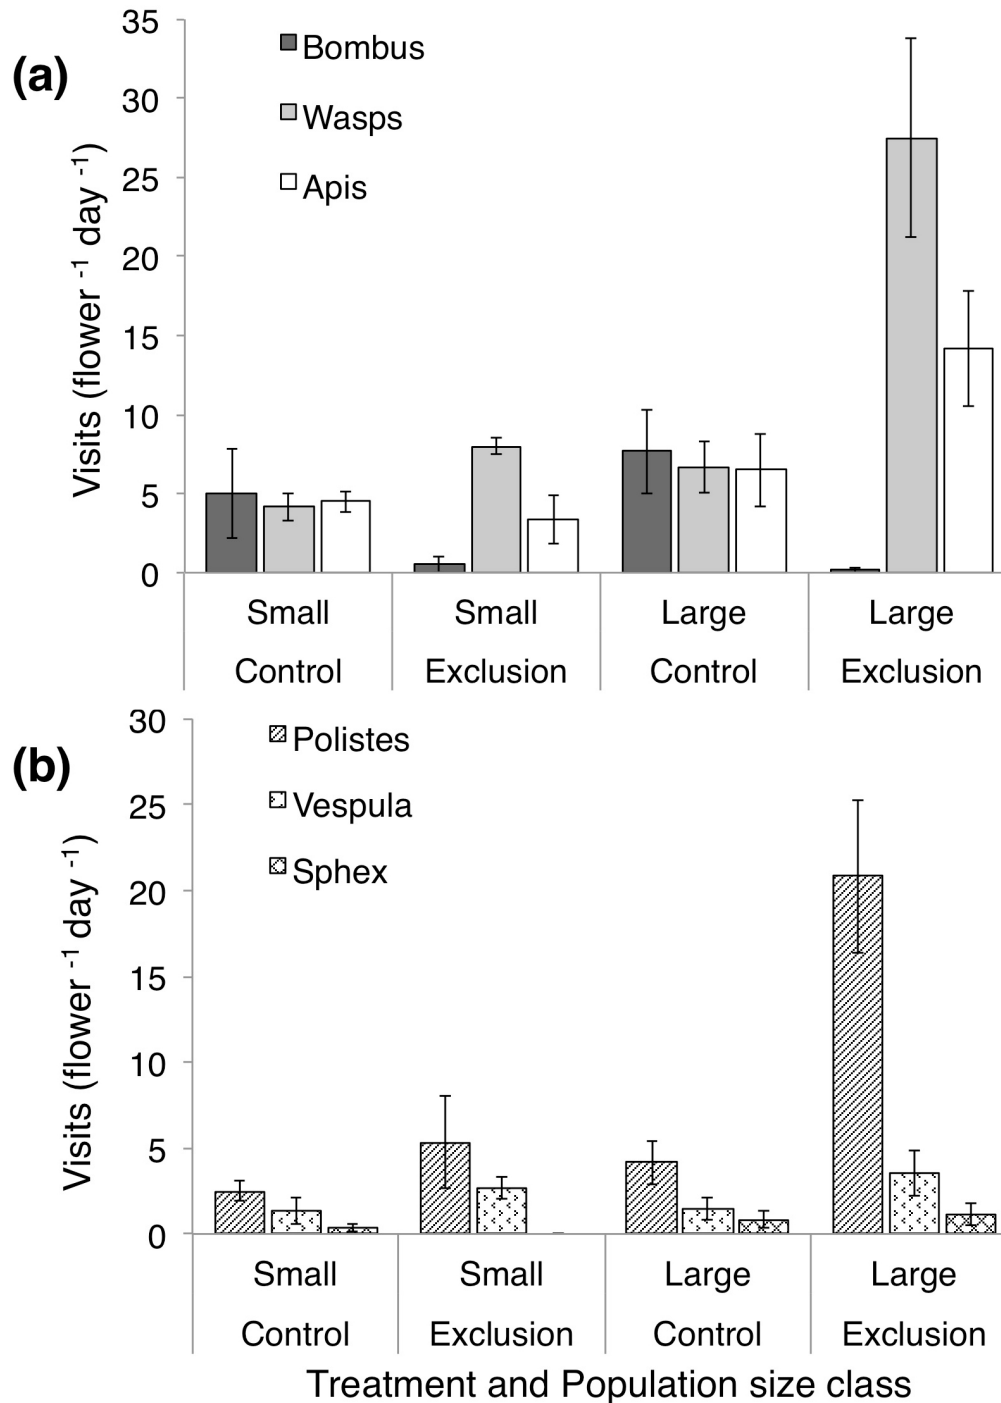 (a)
Visits (flower -1 day -1)
35
30
25
20
15
10
5
0
Bombus
Wasps
Apis
Small Small Large Large
Control Exclusion Control Exclusion
(b)
Visits (flower -1 day -1)
30
25
20
15
10
5
0
Polistes
Vespula
Sphex
Small Small Large Large
Control Exclusion Control Exclusion
Treatment and Population size class